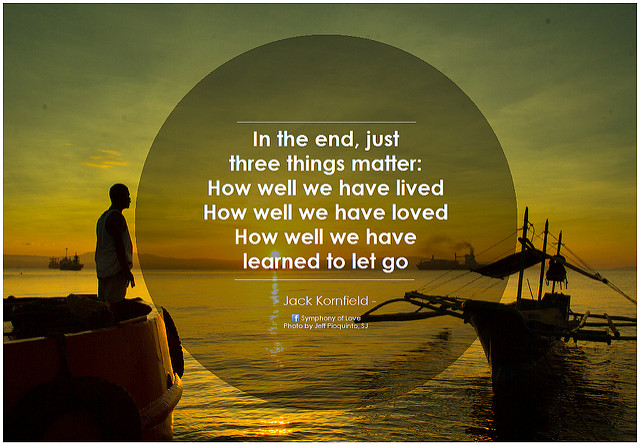 In the end, just
three things matter:
How well we have lived
How well we have loved
How well we have
learned to let go
- Jack Kornfield -
Symphony of Love
Photo by Jeff Pioquinto, SJ